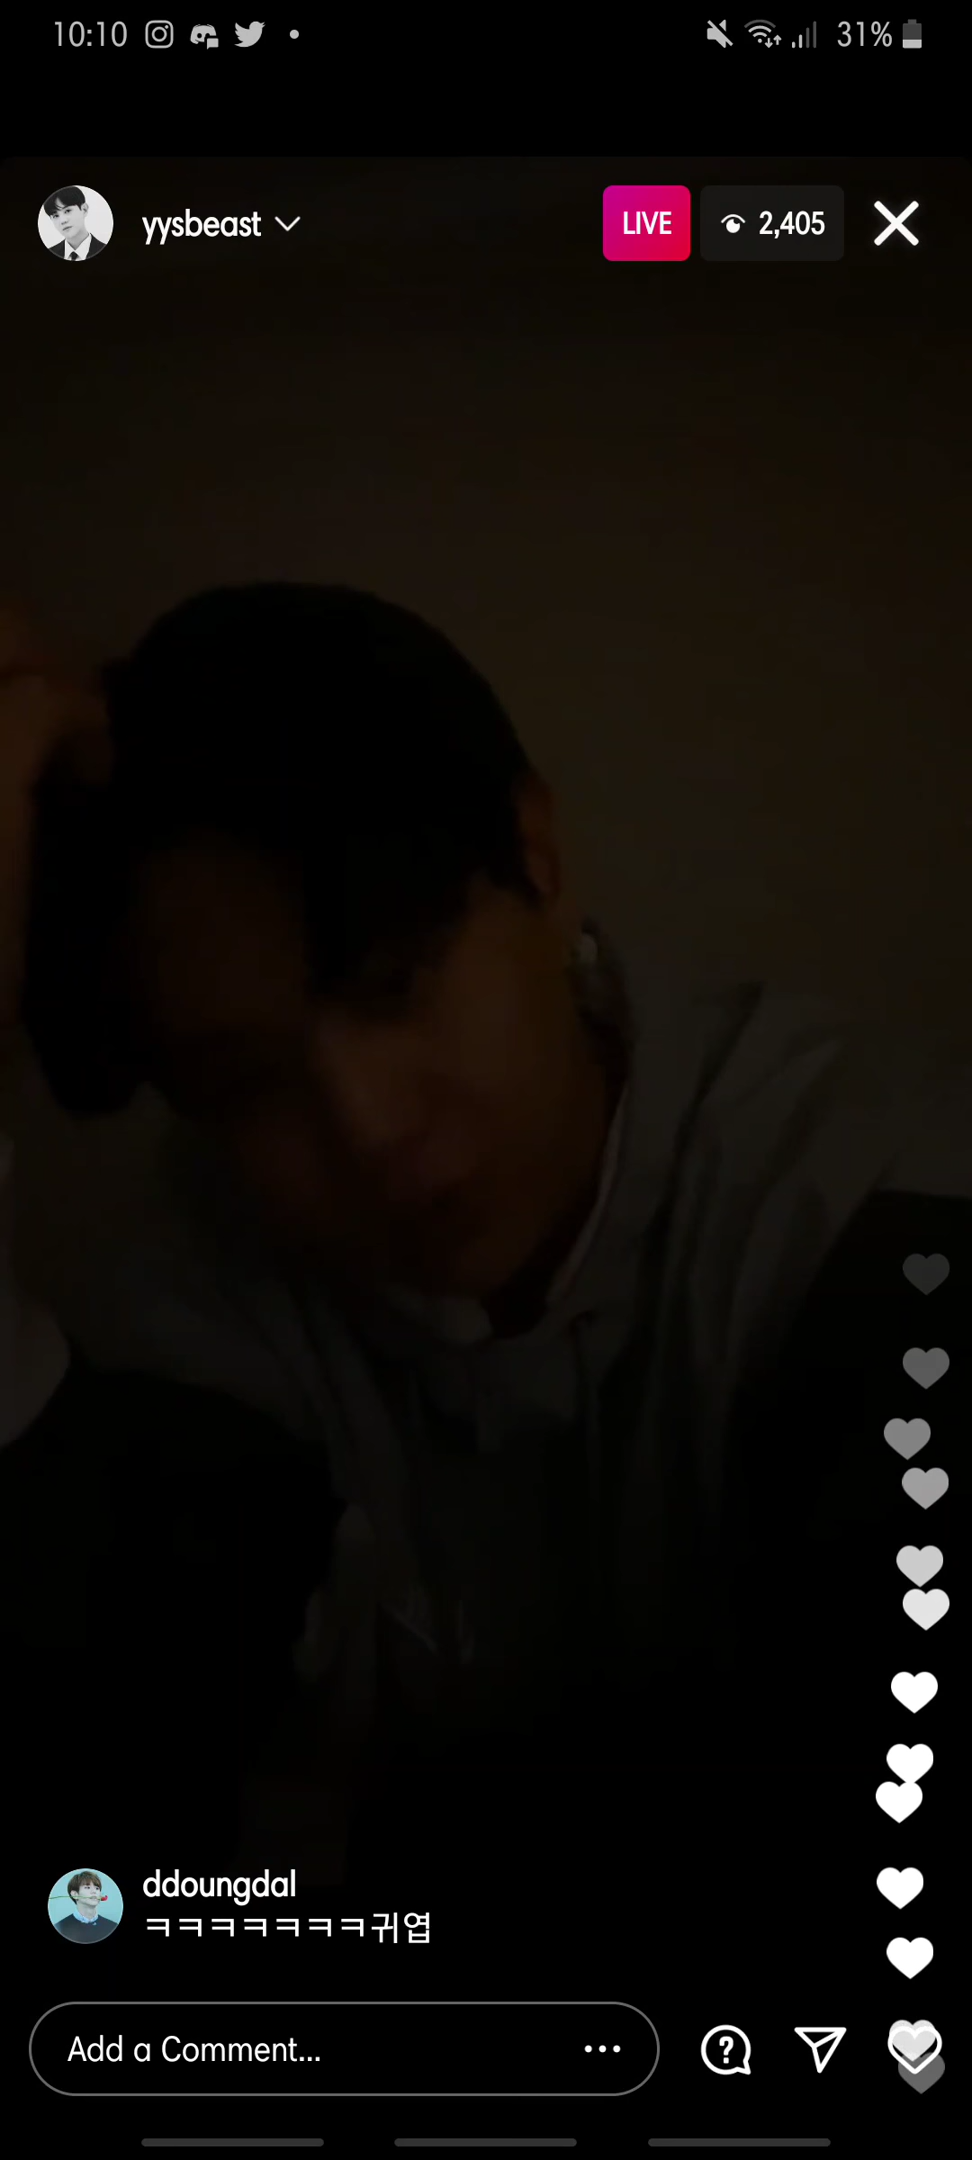 10:10
31%
yysbeast
LIVE
2,405
ddoungdal
ㅋㅋㅋㅋㅋㅋㅋ귀엽
Add a Comment...